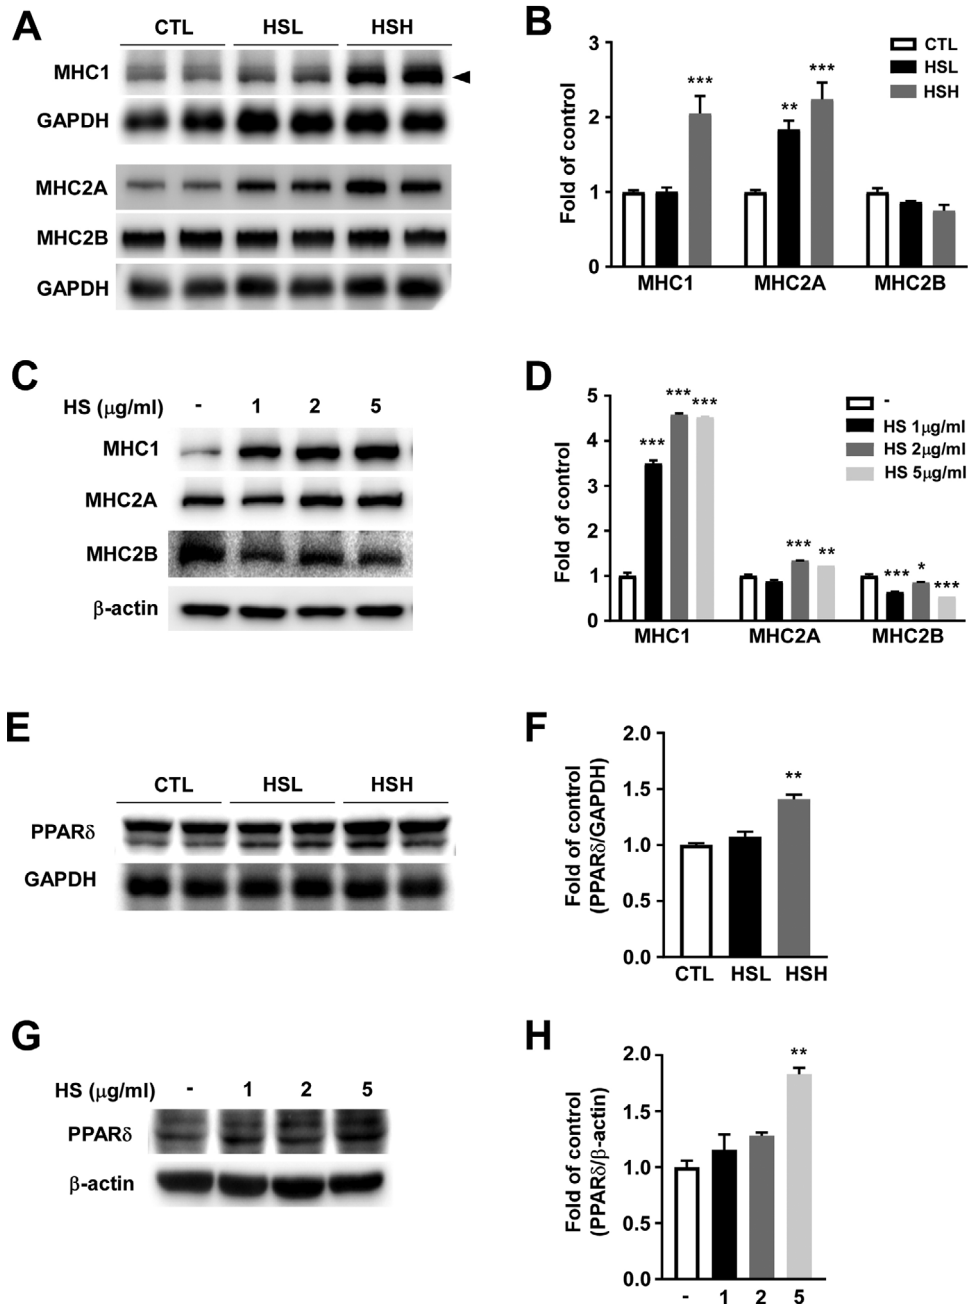 A
CTL HSL HSH
MHC1
GAPDH
MHC2A
MHC2B
GAPDH
B
Fold of control
3
2
1
0
*** ** ***
MHC1 MHC2A MHC2B
CTL
HSL
HSH
C
HS (μg/ml) - 1 2 5
MHC1
MHC2A
MHC2B
β-actin
D
Fold of control
5
4
3
2
1
0
*** *** *** *** ** *** * ***
MHC1 MHC2A MHC2B
-
HS 1μg/ml
HS 2μg/ml
HS 5μg/ml
E
CTL HSL HSH
PPARδ
GAPDH
F
Fold of control
(PPARδ/GAPDH)
2.0
1.5
1.0
0.5
0.0
**
CTL HSL HSH
G
HS (μg/ml) - 1 2 5
PPARδ
β-actin
H
Fold of control
(PPARδ/β-actin)
2.0
1.5
1.0
0.5
0.0
**
- 1 2 5